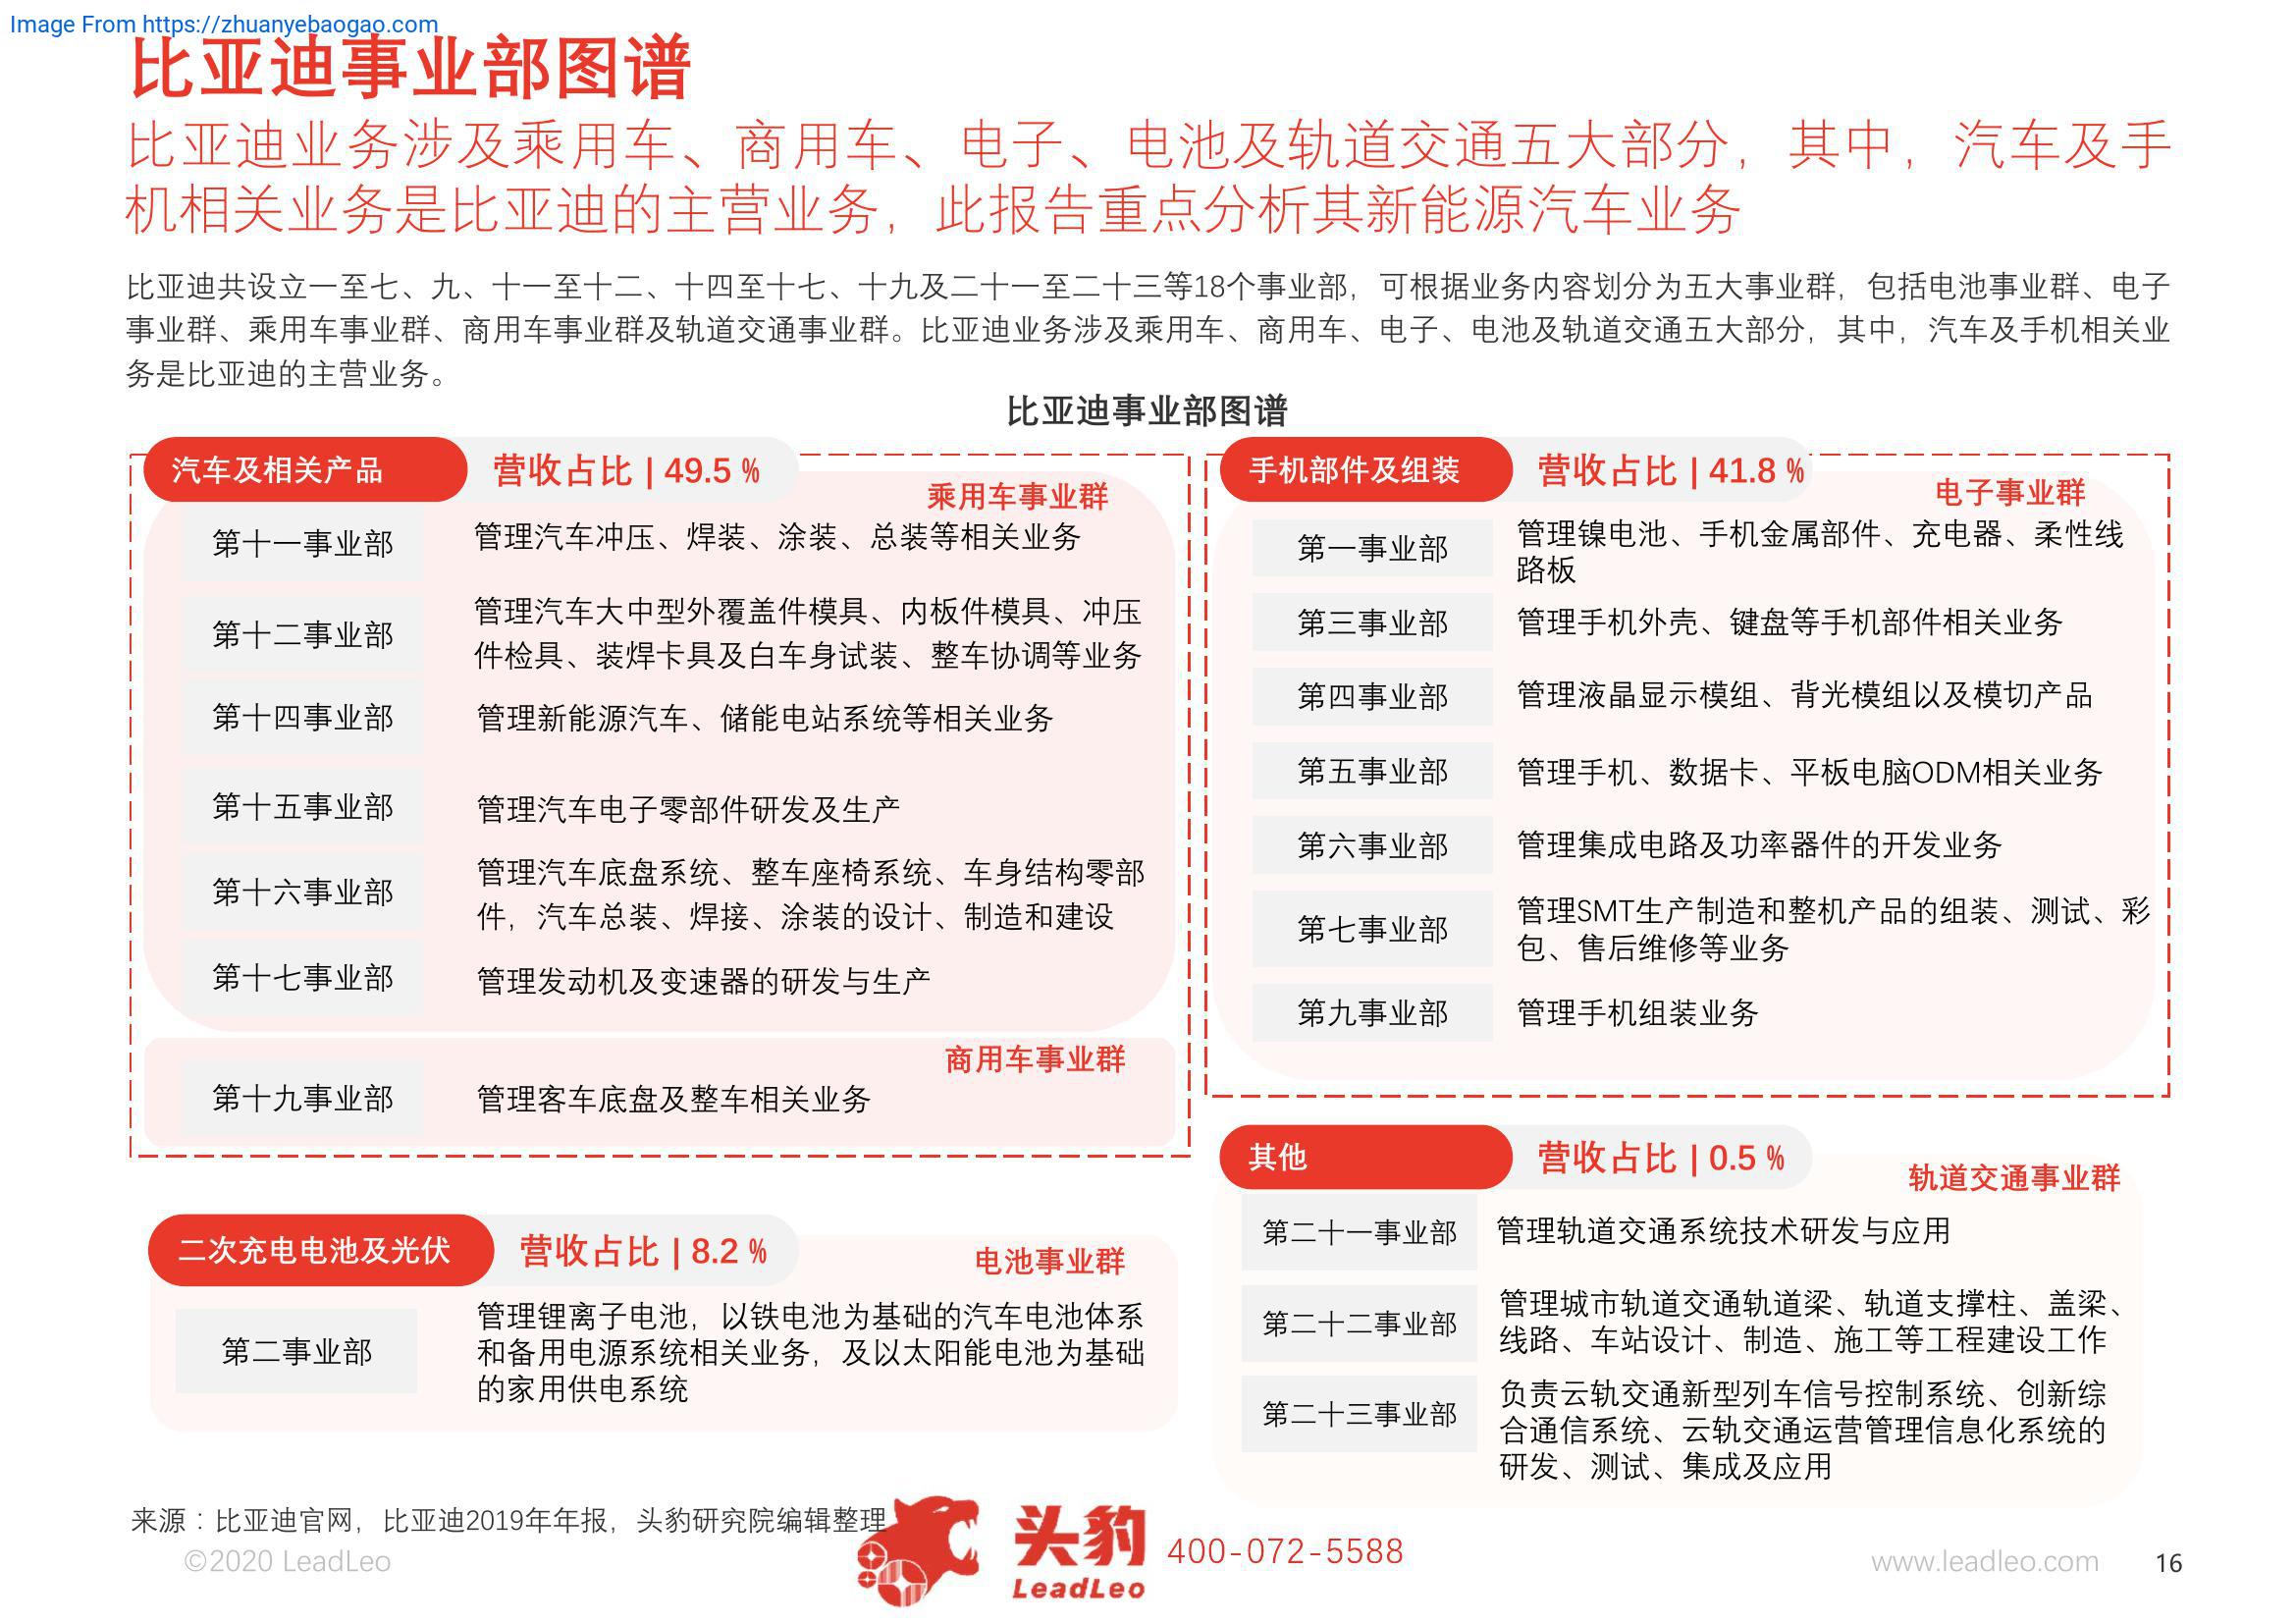 Image From https://zhuanyebaogao.com
比亚迪事业部图谱
比亚迪业务涉及乘用车、商用车、电子、电池及轨道交通五大部分，其中，汽车及手
机相关业务是比亚迪的主营业务，此报告重点分析其新能源汽车业务
比亚迪共设立一至七、九、十一至十二、十四至十七、十九及二十一至二十三等18个事业部，可根据业务内容划分为五大事业群，包括电池事业群、电子
事业群、乘用车事业群、商用车事业群及轨道交通事业群。比亚迪业务涉及乘用车、商用车、电子、电池及轨道交通五大部分，其中，汽车及手机相关业
务是比亚迪的主营业务。
比亚迪事业部图谱
汽车及相关产品
营收占比 | 49.5 %
乘用车事业群
第十一事业部
管理汽车冲压、焊装、涂装、总装等相关业务
第十二事业部
管理汽车大中型外覆盖件模具、内板件模具、冲压
件检具、装焊卡具及白车身试装、整车协调等业务
第十四事业部
管理新能源汽车、储能电站系统等相关业务
第十五事业部
管理汽车电子零部件研发及生产
第十六事业部
管理汽车底盘系统、整车座椅系统、车身结构零部
件，汽车总装、焊接、涂装的设计、制造和建设
第十七事业部
管理发动机及变速器的研发与生产
商用车事业群
第十九事业部
管理客车底盘及整车相关业务
二次充电电池及光伏
营收占比 | 8.2 %
电池事业群
第二事业部
管理锂离子电池，以铁电池为基础的汽车电池体系
和备用电源系统相关业务，及以太阳能电池为基础
的家用供电系统
手机部件及组装
营收占比 | 41.8 %
电子事业群
第一事业部
管理镍电池、手机金属部件、充电器、柔性线
路板
第三事业部
管理手机外壳、键盘等手机部件相关业务
第四事业部
管理液晶显示模组、背光模组以及模切产品
第五事业部
管理手机、数据卡、平板电脑ODM相关业务
第六事业部
管理集成电路及功率器件的开发业务
第七事业部
管理SMT生产制造和整机产品的组装、测试、彩
包、售后维修等业务
第九事业部
管理手机组装业务
其他
营收占比 | 0.5 %
轨道交通事业群
第二十一事业部
管理轨道交通系统技术研发与应用
第二十二事业部
管理城市轨道交通轨道梁、轨道支撑柱、盖梁、
线路、车站设计、制造、施工等工程建设工作
第二十三事业部
负责云轨交通新型列车信号控制系统、创新综
合通信系统、云轨交通运营管理信息化系统的
研发、测试、集成及应用
来源：比亚迪官网，比亚迪2019年年报，头豹研究院编辑整理
©2020 LeadLeo
头豹
LeadLeo
400-072-5588
www.leadleo.com
16